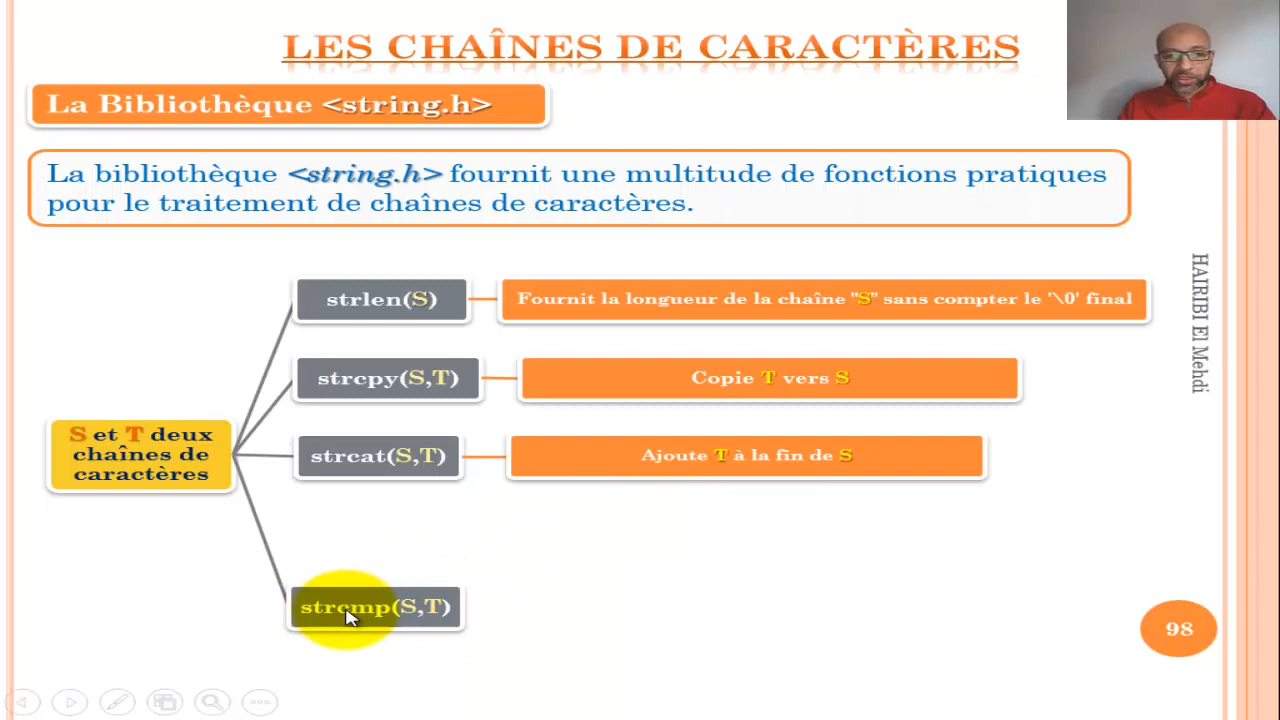 LES CHAÎNES DE CARACTÈRES
La Bibliothèque <string.h>
La bibliothèque <string.h> fournit une multitude de fonctions pratiques
pour le traitement de chaînes de caractères.
strlen(S)
Fournit la longueur de la chaîne "S" sans compter le '\0' final
strcpy(S,T)
Copie T vers S
S et T deux
chaînes de
caractères
strcat(S,T)
Ajoute T à la fin de S
strcmp(S,T)
HAIRIBI El Mehdi
98